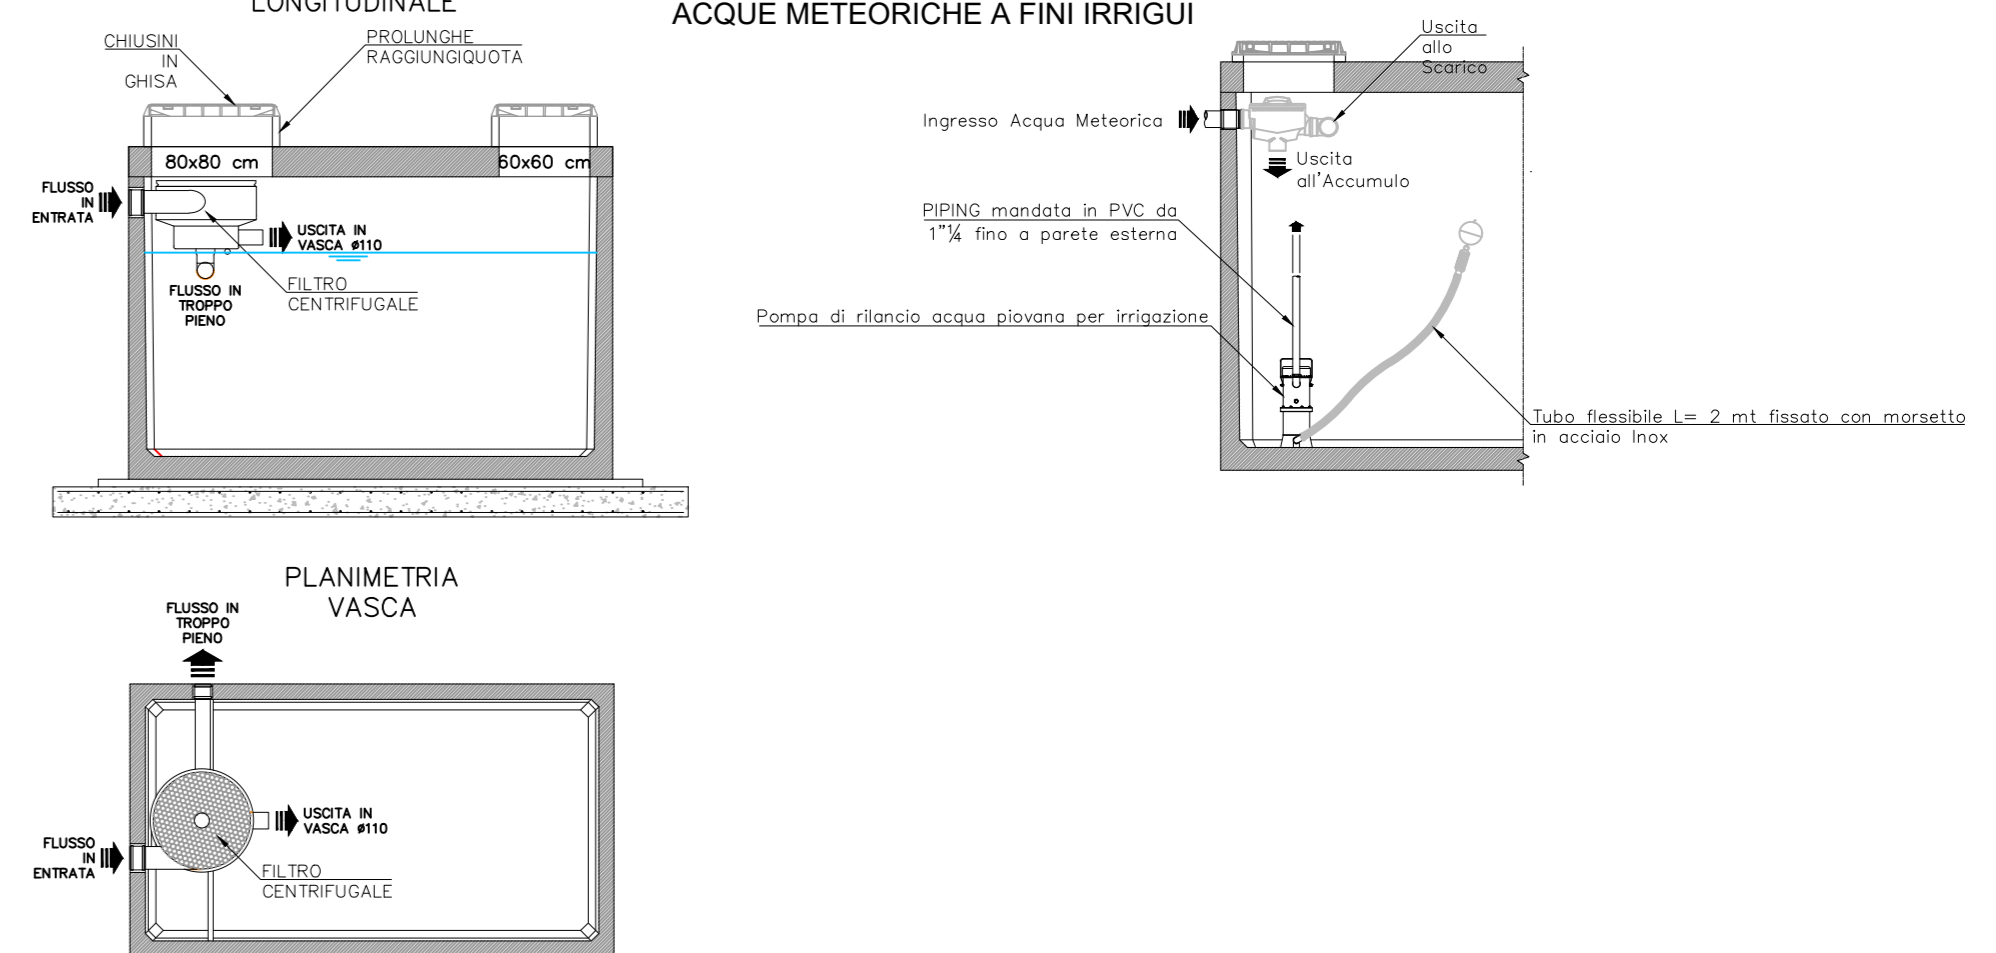 LONGITUDINALE
ACQUE METEORICHE A FINI IRRIGUI
CHIUSINI
IN
GHISA
PROLUNGHE
RAGGIUNGIQUOTA
80x80 cm
60x60 cm
FLUSSO
IN
ENTRATA
USCITA IN
VASCA ø110
FLUSSO IN
TROPPO
PIENO
FILTRO
CENTRIFUGALE
Uscita
allo
Scarico
Ingresso Acqua Meteorica
Uscita
all'Accumulo
PIPING mandata in PVC da
1"¼ fino a parete esterna
Pompa di rilancio acqua piovana per irrigazione
Tubo flessibile L= 2 mt fissato con morsetto
in acciaio Inox
PLANIMETRIA
VASCA
FLUSSO IN
TROPPO
PIENO
USCITA IN
VASCA ø110
FLUSSO
IN
ENTRATA
FILTRO
CENTRIFUGALE